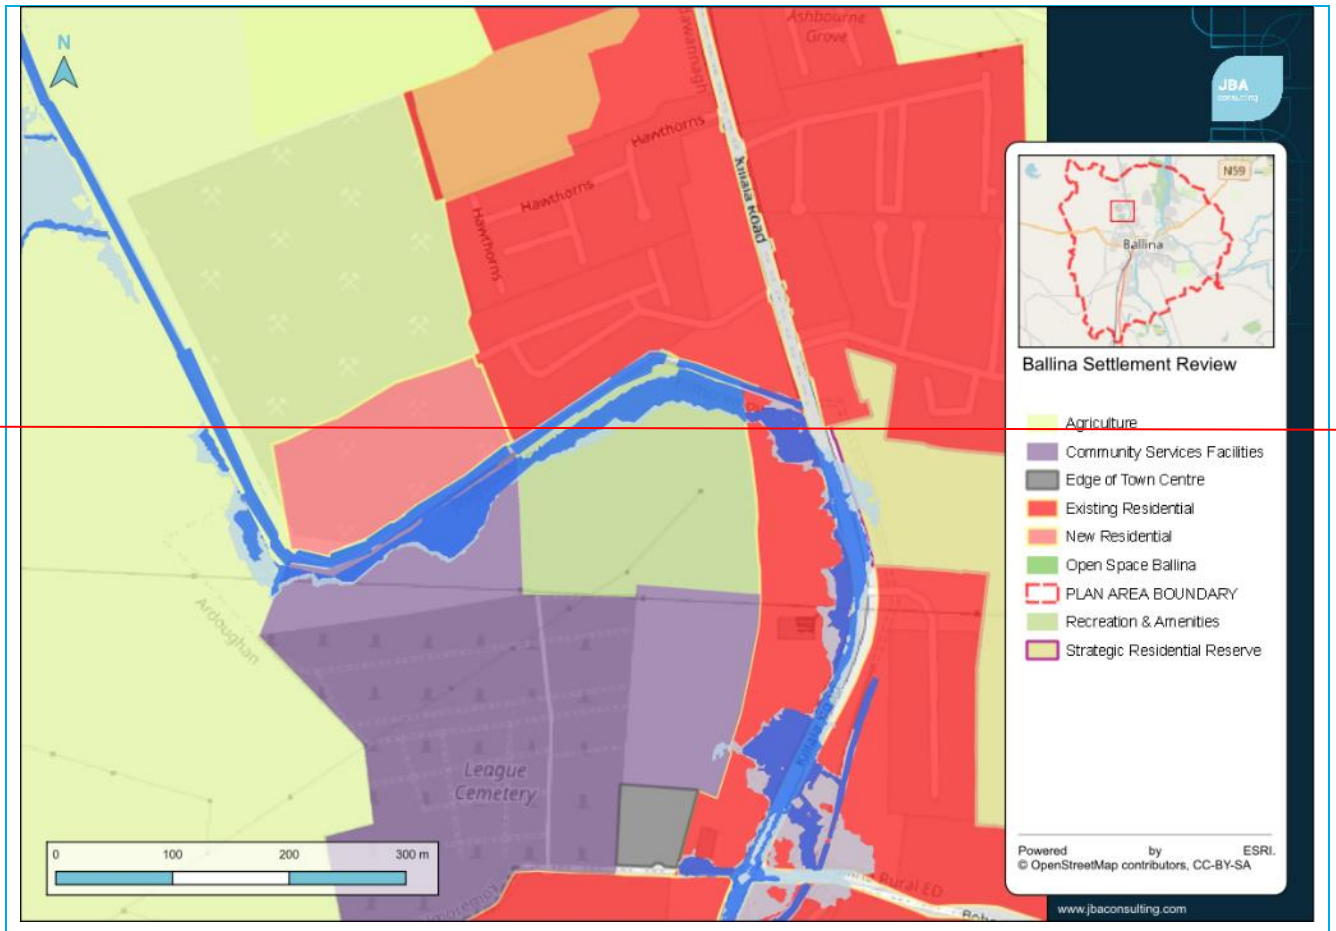 N
Ashbourne
Grove
JBA
consulting
Hawthorns
Hawthorns
Hawthorns
Killala Road
N59
Ballina
Ballina Settlement Review
Agriculture
Community Services Facilities
Edge of Town Centre
Existing Residential
New Residential
Open Space Ballina
PLAN AREA BOUNDARY
Recreation & Amenities
Strategic Residential Reserve
Ardoughan
League
Cemetery
0 100 200 300 m
Rural ED
Powered by ESRI.
© OpenStreetMap contributors, CC-BY-SA
www.jbaconsulting.com